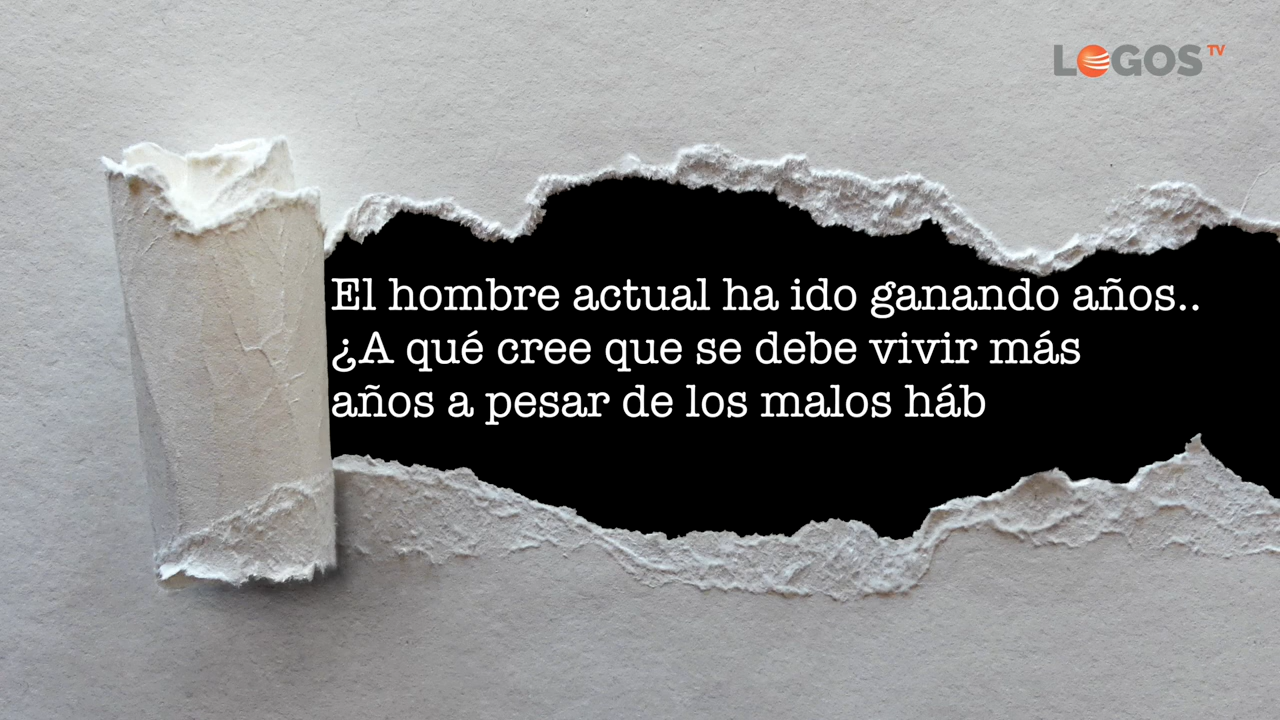 LOGOS TV
El hombre actual ha ido ganando años..
¿A qué cree que se debe vivir más
años a pesar de los malos háb